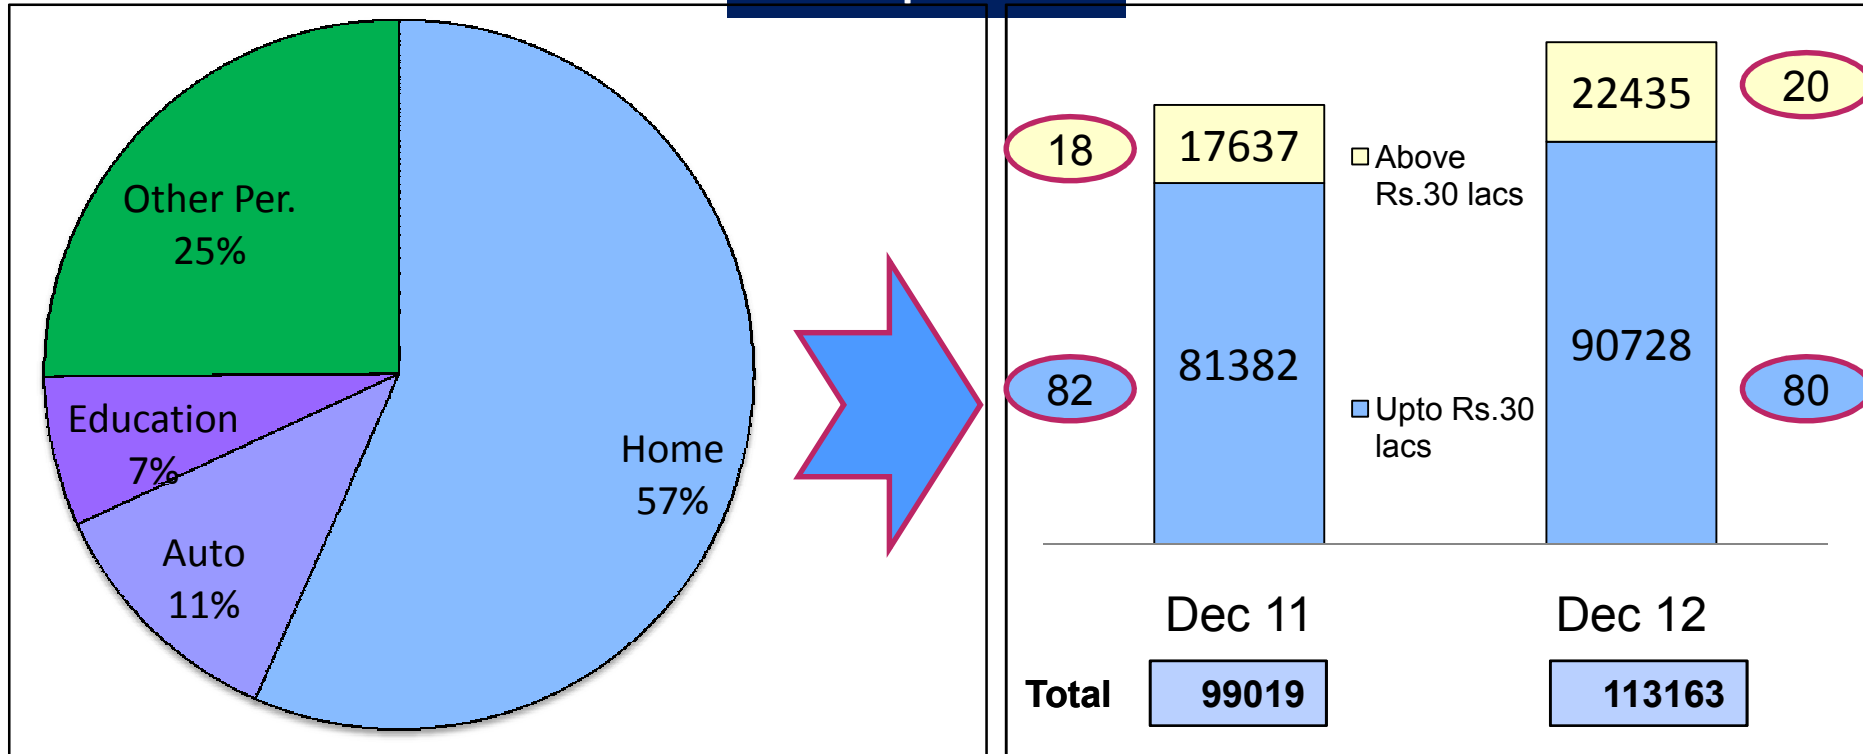 Other Per.
25%
Education
7%
Auto
11%
Home
57%
18
17637
82
81382
Above
Rs.30 lacs
Upto Rs.30
lacs
22435
20
90728
80
Dec 11
Dec 12
Total
99019
113163